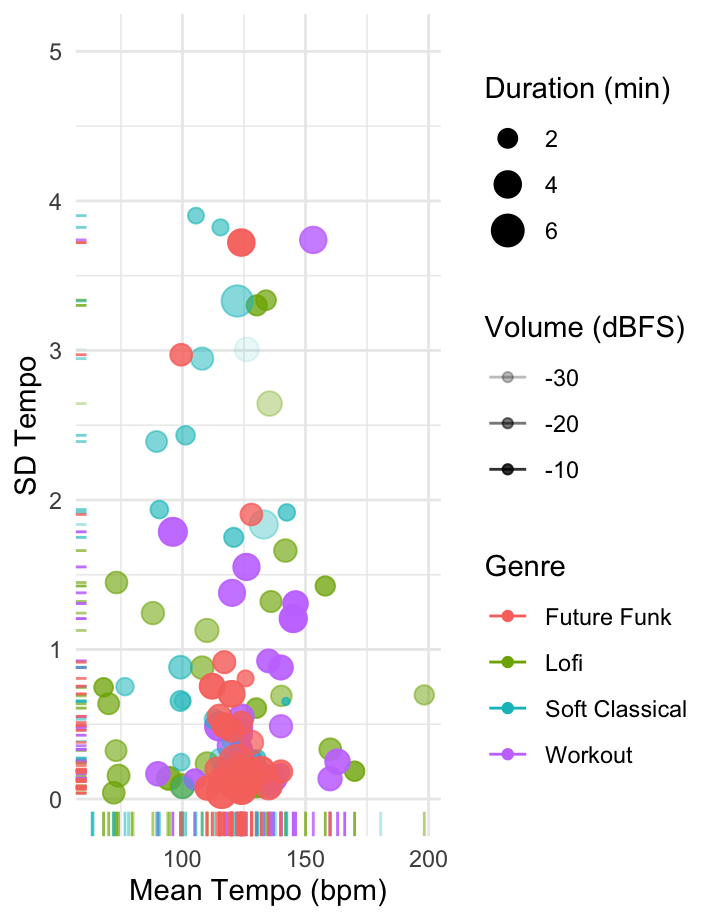 5
4
3
2
1
0
SD Tempo
100
150
200
Mean Tempo (bpm)
Duration (min)
2
4
6
Volume (dBFS)
-30
-20
-10
Genre
Future Funk
Lofi
Soft Classical
Workout